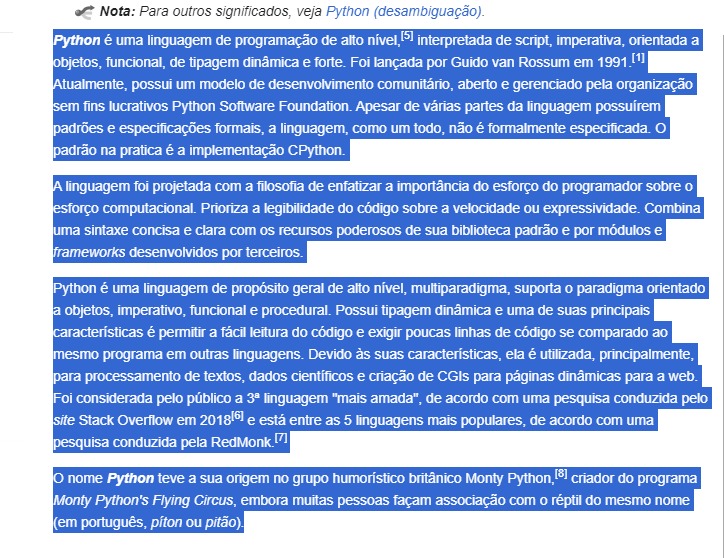 Nota: Para outros significados, veja Python (desambiguação).
Python é uma linguagem de programação de alto nível,[5] interpretada de script, imperativa, orientada a
objetos, funcional, de tipagem dinâmica e forte. Foi lançada por Guido van Rossum em 1991.[1]
Atualmente, possui um modelo de desenvolvimento comunitário, aberto e gerenciado pela organização
sem fins lucrativos Python Software Foundation. Apesar de várias partes da linguagem possuírem
padrões e especificações formais, a linguagem, como um todo, não é formalmente especificada. O
padrão na pratica é a implementação CPython.
A linguagem foi projetada com a filosofia de enfatizar a importância do esforço do programador sobre o
esforço computacional. Prioriza a legibilidade do código sobre a velocidade ou expressividade. Combina
uma sintaxe concisa e clara com os recursos poderosos de sua biblioteca padrão e por módulos e
frameworks desenvolvidos por terceiros.
Python é uma linguagem de propósito geral de alto nível, multiparadigma, suporta o paradigma orientado
a objetos, imperativo, funcional e procedural. Possui tipagem dinâmica e uma de suas principais
características é permitir a fácil leitura do código e exigir poucas linhas de código se comparado ao
mesmo programa em outras linguagens. Devido às suas características, ela é utilizada, principalmente,
para processamento de textos, dados científicos e criação de CGIs para páginas dinâmicas para a web.
Foi considerada pelo público a 3ª linguagem "mais amada", de acordo com uma pesquisa conduzida pelo
site Stack Overflow em 2018[6] e está entre as 5 linguagens mais populares, de acordo com uma
pesquisa conduzida pela RedMonk.[7]
O nome Python teve a sua origem no grupo humorístico britânico Monty Python,[8] criador do programa
Monty Python's Flying Circus, embora muitas pessoas façam associação com o réptil do mesmo nome
(em português, píton ou pitão).